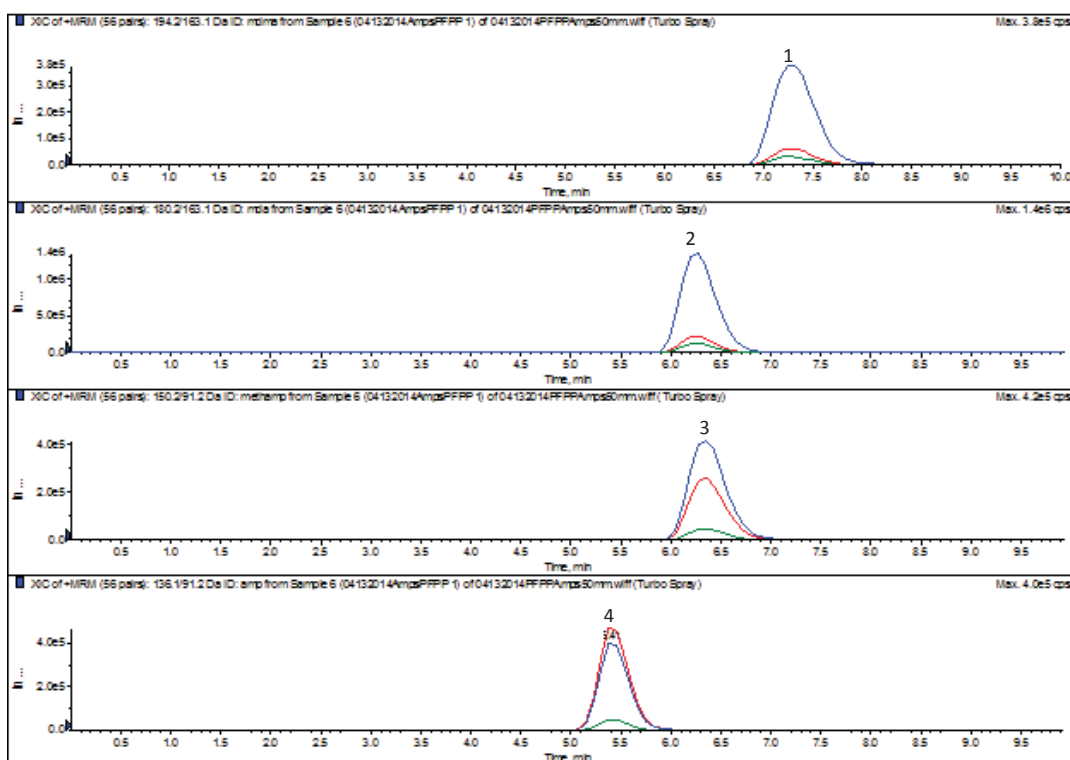 XIC of +MRM (56 pairs): 194.2/163.1 Da ID: mdma from Sample 6 (04132014AmpsPFPP 1) of 04132014PFPPAmps50mm.wiff (Turbo Spray) Max. 3.8e5 cps
1
3.8e5
3.0e5
2.0e5
1.0e5
0.0
0.5 1.0 1.5 2.0 2.5 3.0 3.5 4.0 4.5 5.0 5.5 6.0 6.5 7.0 7.5 8.0 8.5 9.0 9.5 10.0
Time, min
XIC of +MRM (56 pairs): 180.2/163.1 Da ID: mda from Sample 6 (04132014AmpsPFPP 1) of 04132014PFPPAmps50mm.wiff (Turbo Spray) Max. 1.4e6 cps
2
1.4e6
1.0e6
5.0e5
0.0
0.5 1.0 1.5 2.0 2.5 3.0 3.5 4.0 4.5 5.0 5.5 6.0 6.5 7.0 7.5 8.0 8.5 9.0 9.5
Time, min
XIC of +MRM (56 pairs): 150.2/91.2 Da ID: methamp from Sample 6 (04132014AmpsPFPP 1) of 04132014PFPPAmps50mm.wiff (Turbo Spray) Max. 4.2e5 cps
3
4.0e5
2.0e5
0.0
0.5 1.0 1.5 2.0 2.5 3.0 3.5 4.0 4.5 5.0 5.5 6.0 6.5 7.0 7.5 8.0 8.5 9.0 9.5
Time, min
XIC of +MRM (56 pairs): 136.1/91.2 Da ID: amp from Sample 6 (04132014AmpsPFPP 1) of 04132014PFPPAmps50mm.wiff (Turbo Spray) Max. 4.0e5 cps
4
4.0e5
2.0e5
0.0
0.5 1.0 1.5 2.0 2.5 3.0 3.5 4.0 4.5 5.0 5.5 6.0 6.5 7.0 7.5 8.0 8.5 9.0 9.5
Time, min